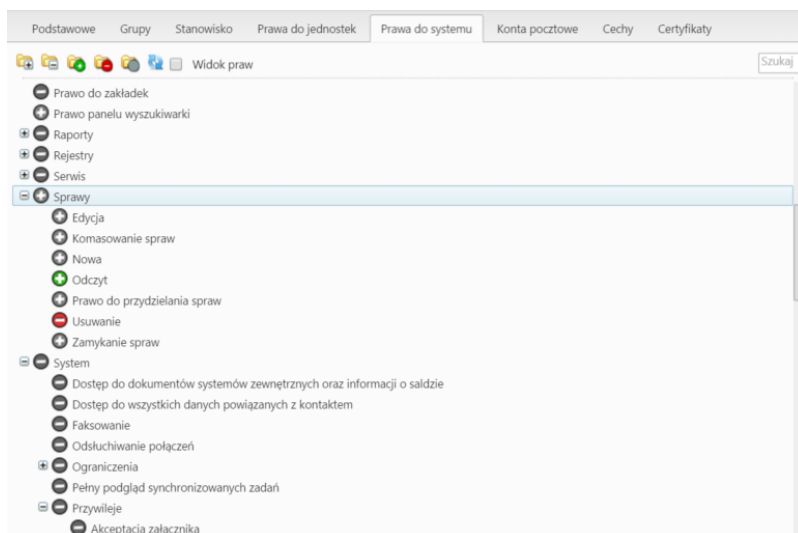 Podstawowe Grupy Stanowisko Prawa do jednostek Prawa do systemu Konta pocztowe Cechy Certyfikaty
Widok praw Szukaj
Prawo do zakładek
Prawo panelu wyszukiwarki
Raporty
Rejestry
Serwis
Sprawy
Edycja
Komasowanie spraw
Nowa
Odczyt
Prawo do przydzielania spraw
Usuwanie
Zamykanie spraw
System
Dostęp do dokumentów systemów zewnętrznych oraz informacji o saldzie
Dostęp do wszystkich danych powiązanych z kontaktem
Faksowanie
Odsłuchiwanie połączeń
Ograniczenia
Pełny podgląd synchronizowanych zadań
Przywileje
Akceptacja załącznika